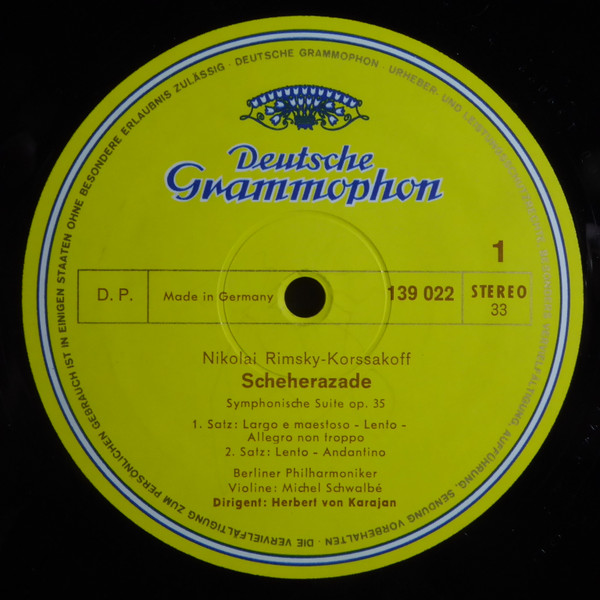 DEUTSCHE GRAMMOPHON · URHEBER- UND LEISTUNGSSCHUTZRECHTE
AUFFÜHRUNG, SENDUNG VORBEHALTEN · DIE VERVIELFÄLTIGUNG ZUM PERSÖNLICHEN GEBRAUCH IST IN EINIGEN STAATEN OHNE BESONDERE ERLAUBNIS ZULÄSSIG ·
Deutsche
Grammophon
1
D. P.
Made in Germany
139 022
STEREO
33
Nikolai Rimsky-Korssakoff
Scheherazade
Symphonische Suite op. 35
1. Satz: Largo e maestoso - Lento -
Allegro non troppo
2. Satz: Lento - Andantino
Berliner Philharmoniker
Violine: Michel Schwalbé
Dirigent: Herbert von Karajan